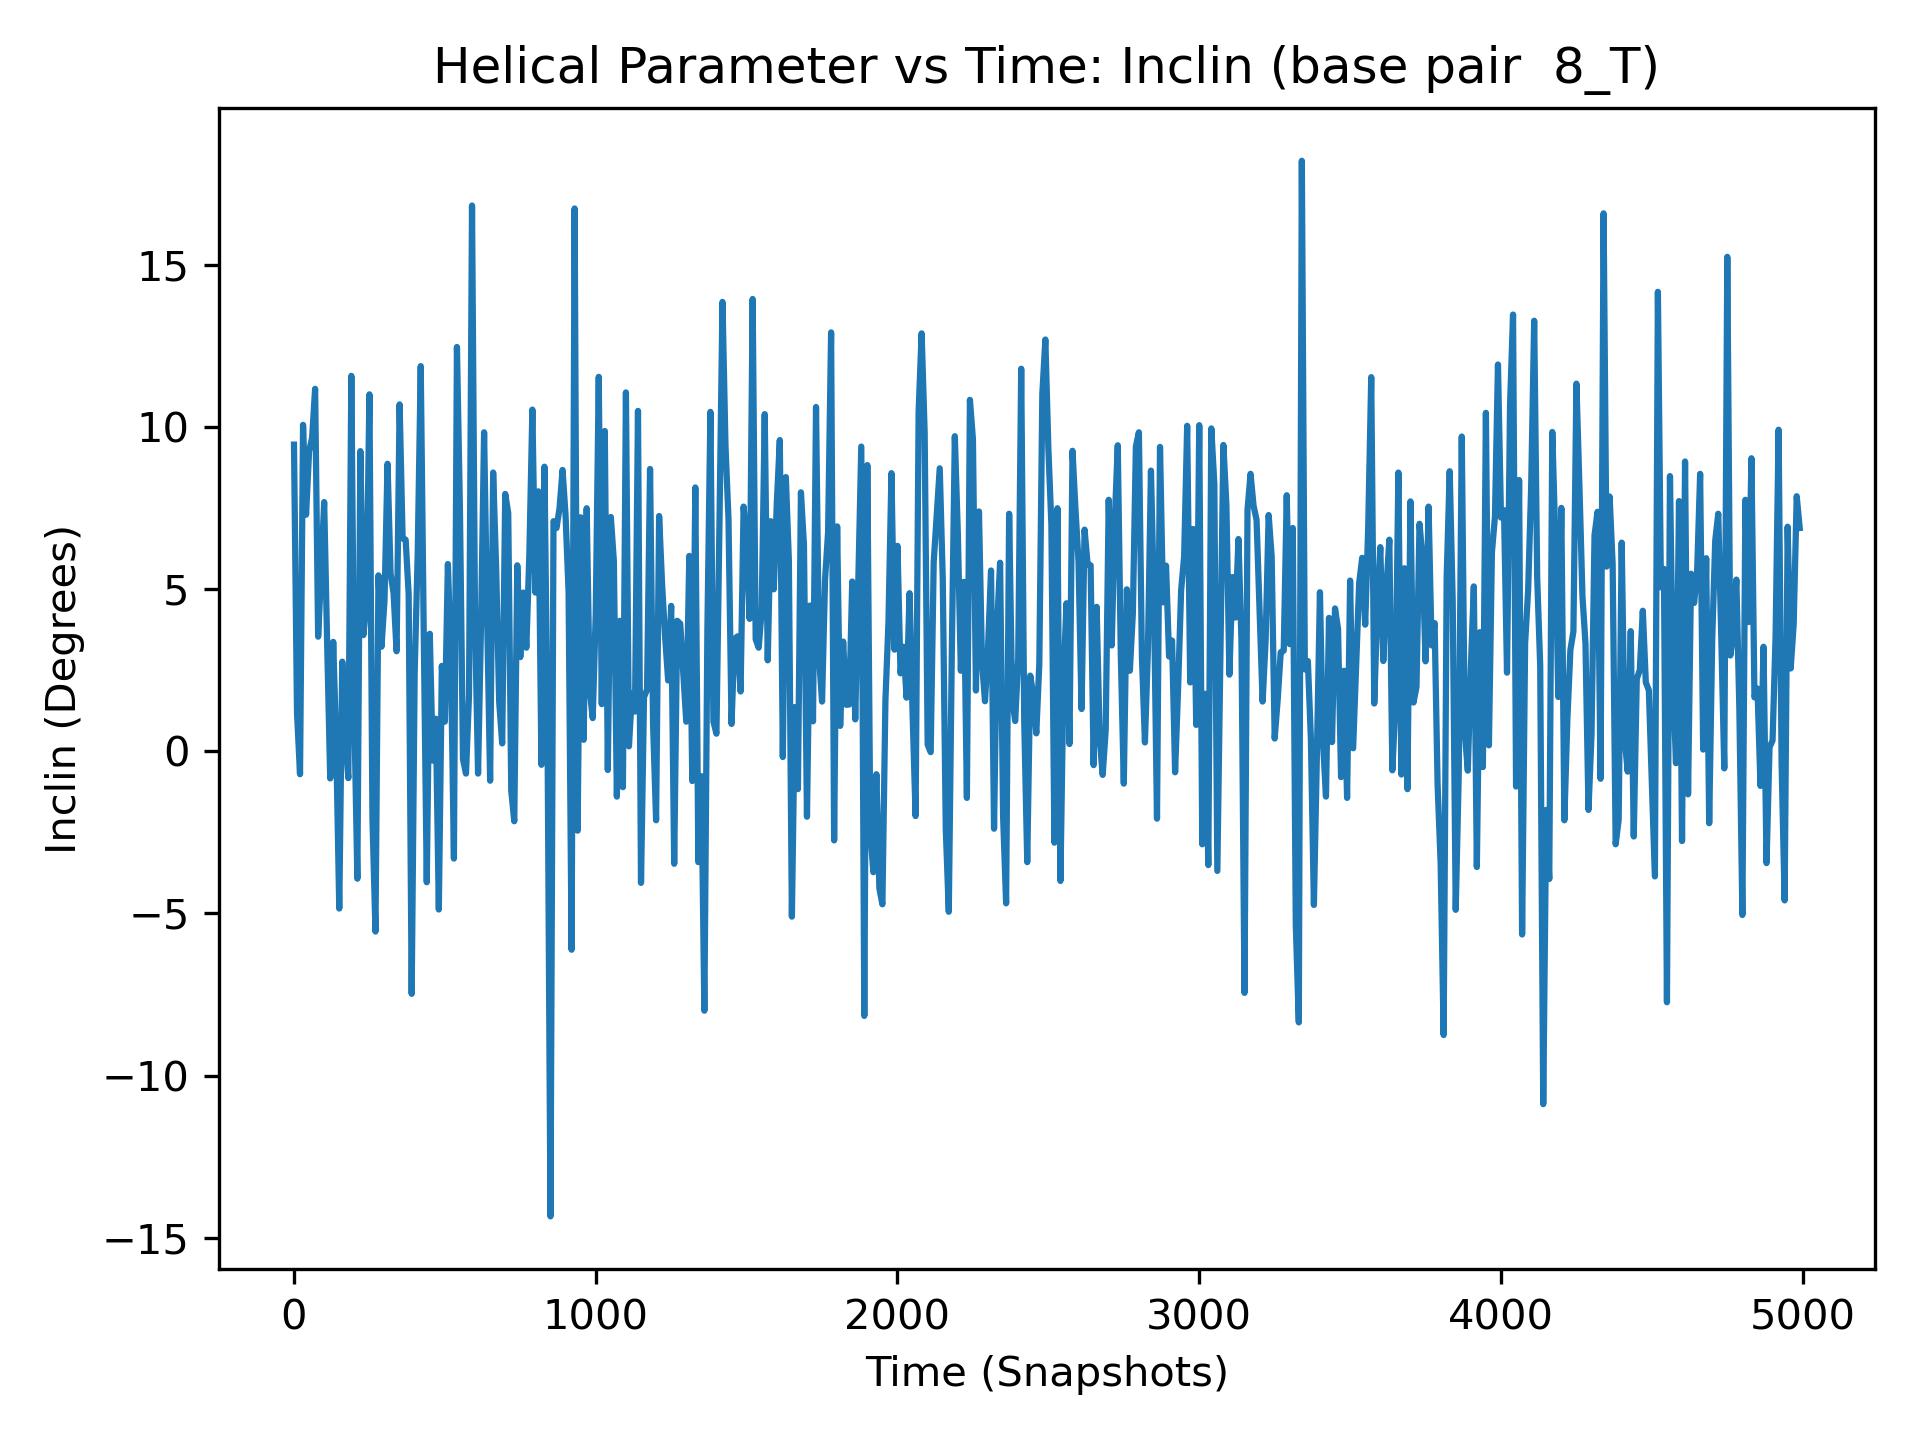 Helical Parameter vs Time: Inclin (base pair  8_T)
15
10
5
0
−5
−10
−15
Inclin (Degrees)
0 1000 2000 3000 4000 5000
Time (Snapshots)